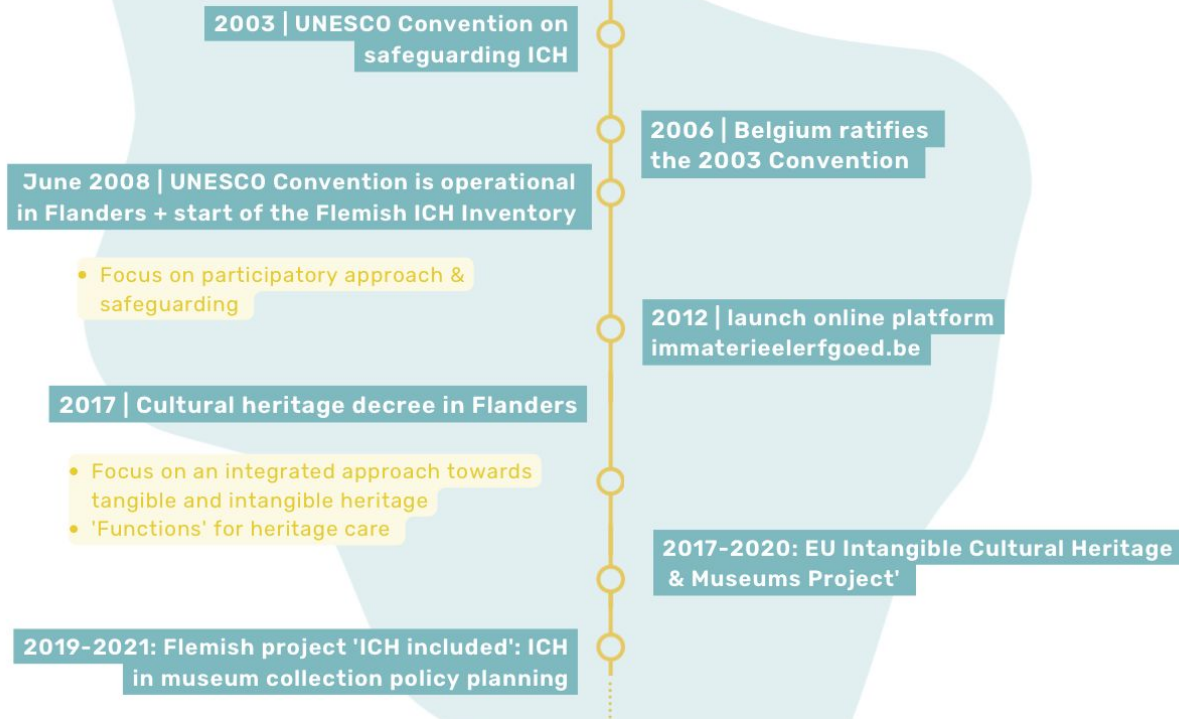 2003 | UNESCO Convention on
safeguarding ICH
2006 | Belgium ratifies
the 2003 Convention
June 2008 | UNESCO Convention is operational
in Flanders + start of the Flemish ICH Inventory
• Focus on participatory approach &
safeguarding
2012 | launch online platform
immaterieelerfgoed.be
2017 | Cultural heritage decree in Flanders
• Focus on an integrated approach towards
tangible and intangible heritage
• 'Functions' for heritage care
2017-2020: EU Intangible Cultural Heritage
& Museums Project'
2019-2021: Flemish project 'ICH included': ICH
in museum collection policy planning